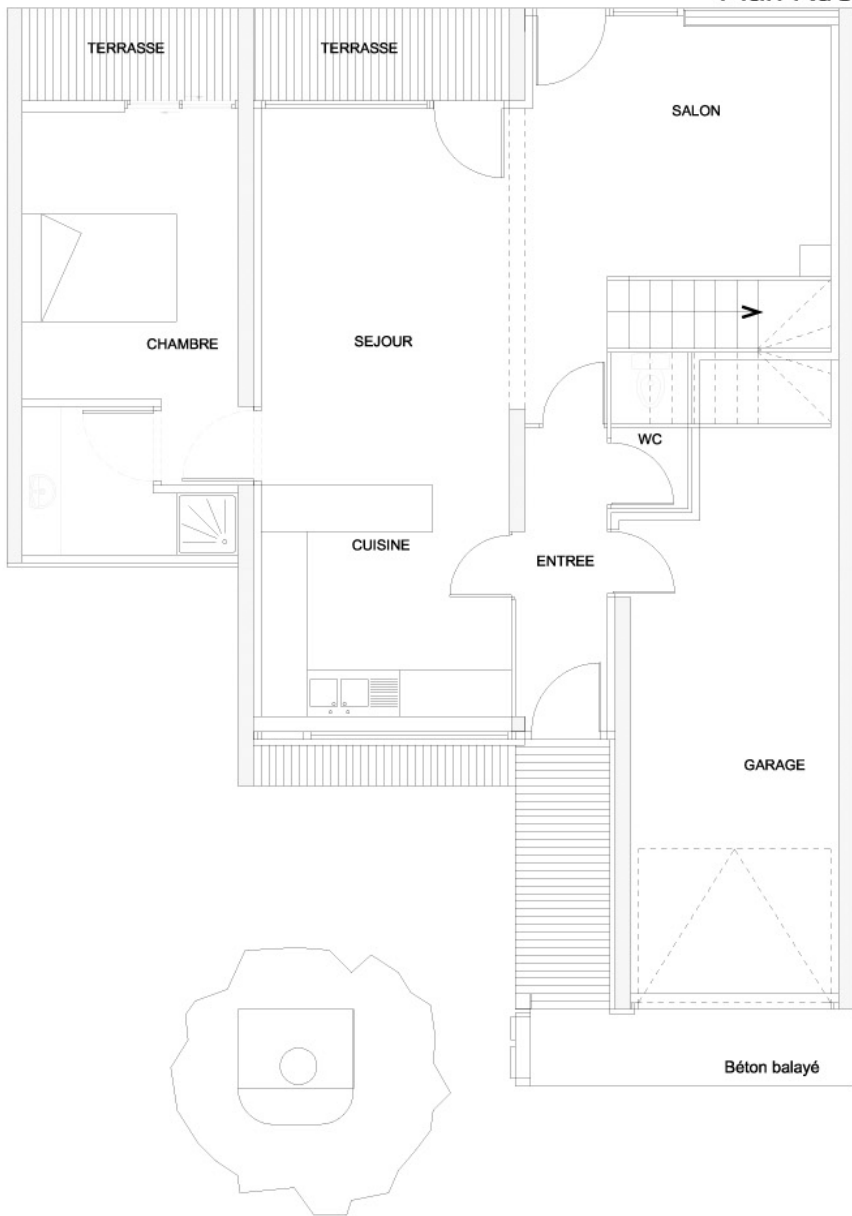 TERRASSE
TERRASSE
SALON
CHAMBRE
SEJOUR
WC
CUISINE
ENTREE
GARAGE
Béton balayé